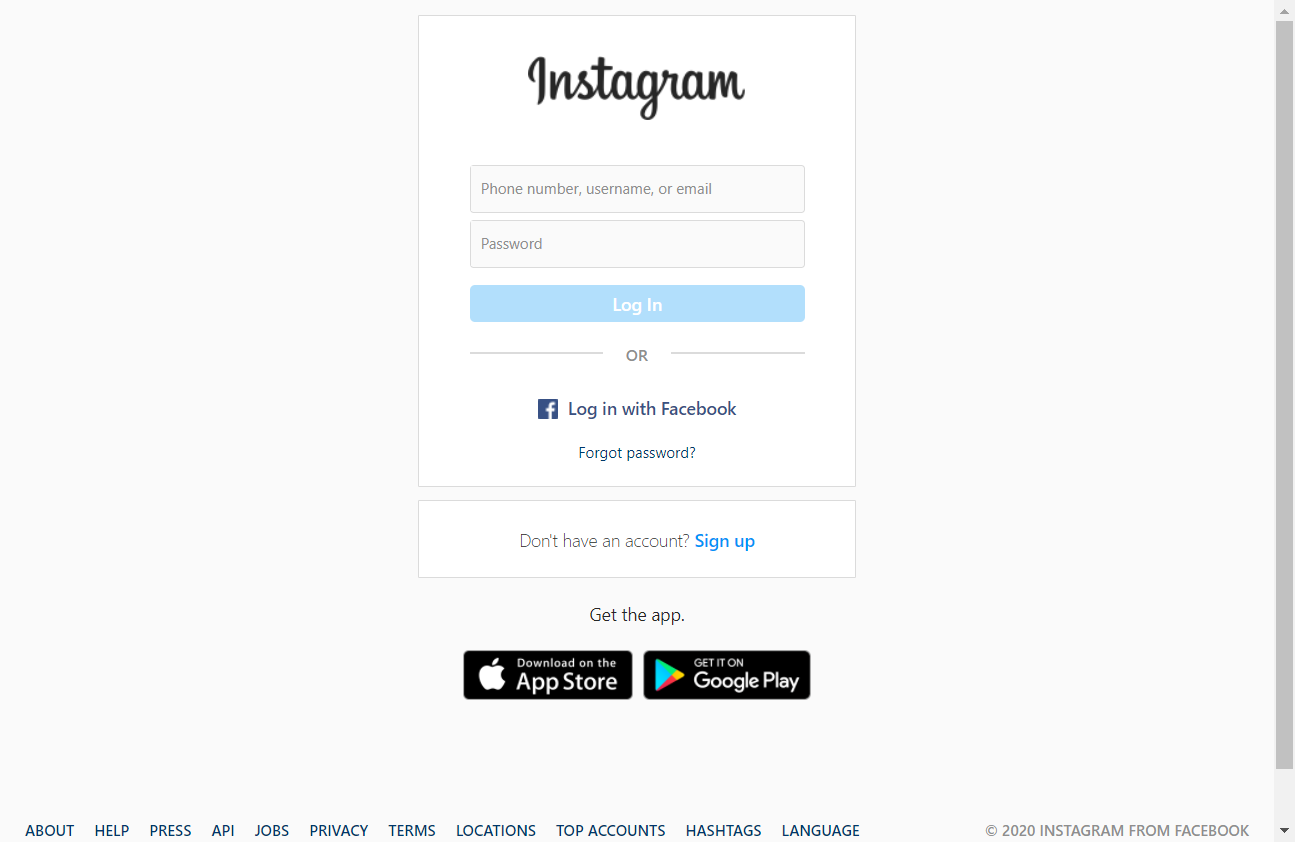 Instagram
Phone number, username, or email
Password
Log In
OR
Log in with Facebook
Forgot password?
Don't have an account? Sign up
Get the app.
Download on the App Store
GET IT ON Google Play
ABOUT HELP PRESS API JOBS PRIVACY TERMS LOCATIONS TOP ACCOUNTS HASHTAGS LANGUAGE © 2020 INSTAGRAM FROM FACEBOOK